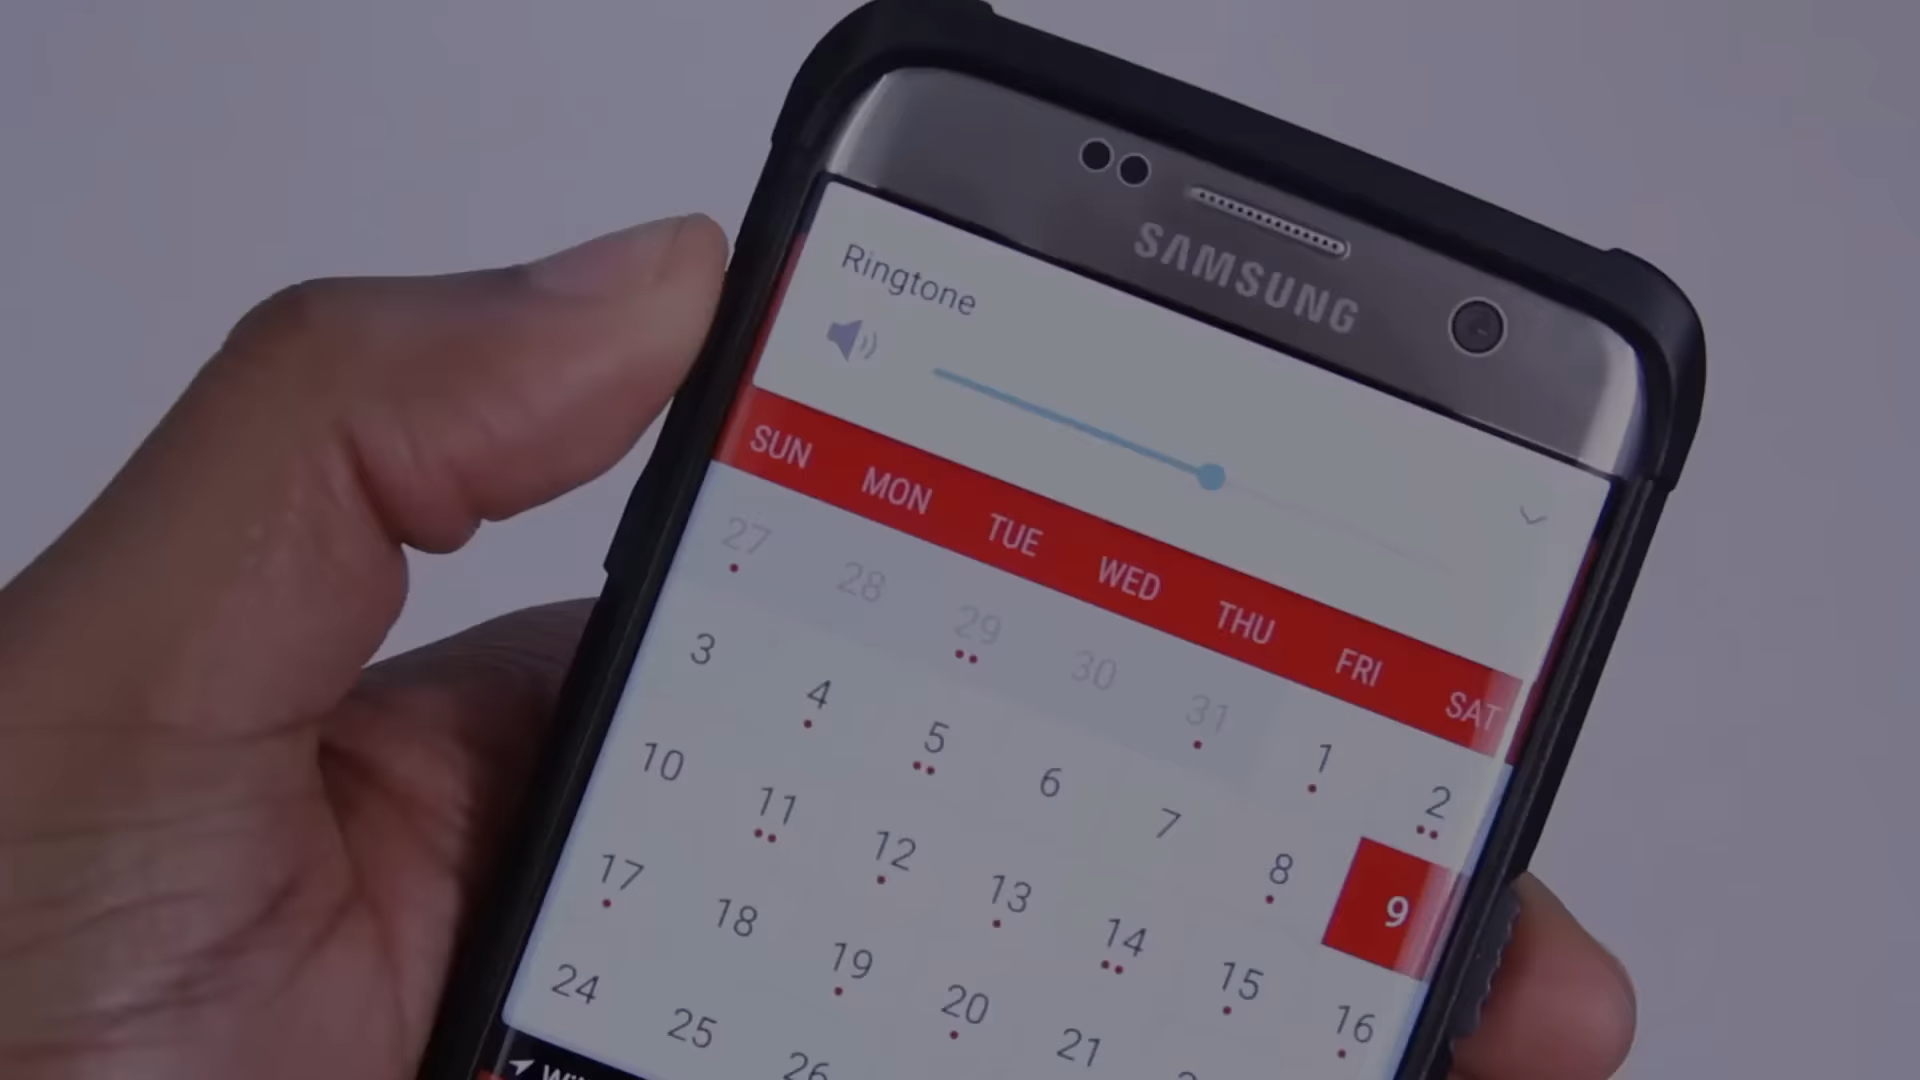 SAMSUNG
Ringtone
SUN MON TUE WED THU FRI SAT
27 28 29 30 31 1 2
3 4 5 6 7 8 9
10 11 12 13 14 15 16
17 18 19 20 21
24 25 26